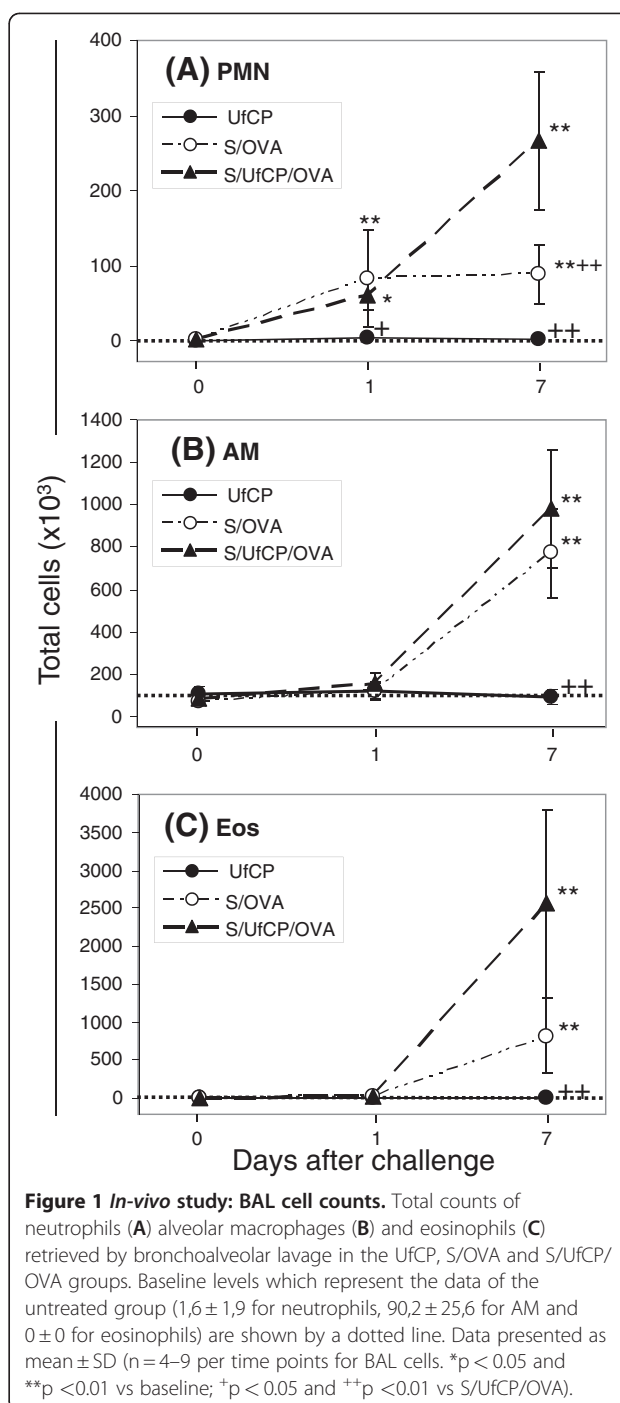 400
(A) PMN
UfCP
300
S/OVA
**
S/UfCP/OVA
200
**
100
**++
*
+
++
0
0
1
7
1400
1200
(B) AM
**
1000
UfCP
S/OVA
**
800
S/UfCP/OVA
600
400
200
++
0
0
1
7
4000
3500
(C) Eos
3000
UfCP
**
2500
S/OVA
2000
S/UfCP/OVA
1500
1000
**
500
++
0
0
1
7
Total cells (x10³)
Days after challenge
Figure 1 In-vivo study: BAL cell counts. Total counts of
neutrophils (A) alveolar macrophages (B) and eosinophils (C)
retrieved by bronchoalveolar lavage in the UfCP, S/OVA and S/UfCP/
OVA groups. Baseline levels which represent the data of the
untreated group (1,6 ± 1,9 for neutrophils, 90,2 ± 25,6 for AM and
0 ± 0 for eosinophils) are shown by a dotted line. Data presented as
mean ± SD (n = 4–9 per time points for BAL cells. *p < 0.05 and
**p <0.01 vs baseline; ⁺p < 0.05 and ⁺⁺p <0.01 vs S/UfCP/OVA).